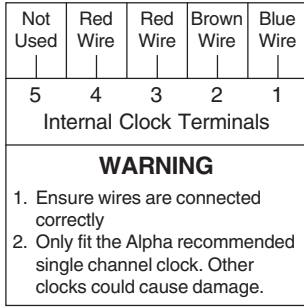 Not Red Red Brown Blue
Used Wire Wire Wire Wire
5 4 3 2 1
Internal Clock Terminals
WARNING
1. Ensure wires are connected
correctly
2. Only fit the Alpha recommended
single channel clock. Other
clocks could cause damage.